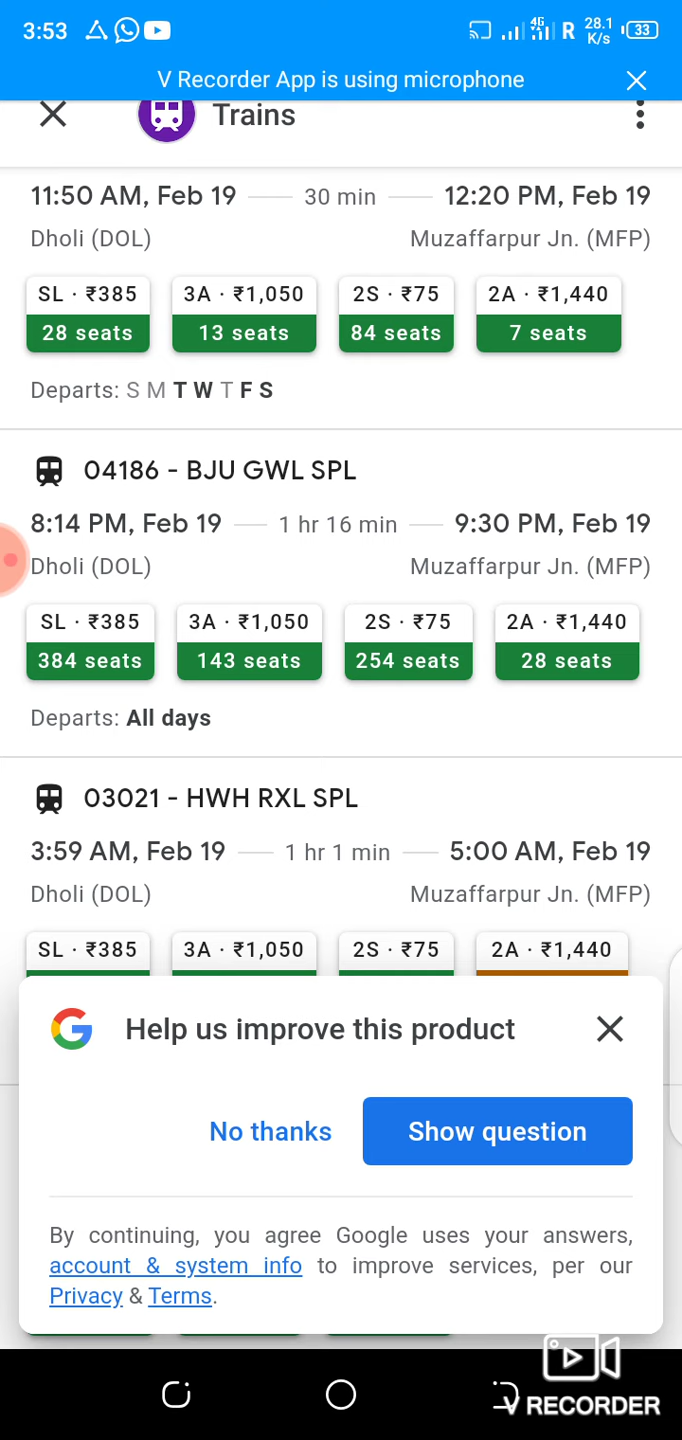 3:53
4G R 28.1 K/s 33
V Recorder App is using microphone
Trains
11:50 AM, Feb 19 30 min 12:20 PM, Feb 19
Dholi (DOL) Muzaffarpur Jn. (MFP)
SL · ₹385 3A · ₹1,050 2S · ₹75 2A · ₹1,440
28 seats 13 seats 84 seats 7 seats
Departs: S M T W T F S
04186 - BJU GWL SPL
8:14 PM, Feb 19 1 hr 16 min 9:30 PM, Feb 19
Dholi (DOL) Muzaffarpur Jn. (MFP)
SL · ₹385 3A · ₹1,050 2S · ₹75 2A · ₹1,440
384 seats 143 seats 254 seats 28 seats
Departs: All days
03021 - HWH RXL SPL
3:59 AM, Feb 19 1 hr 1 min 5:00 AM, Feb 19
Dholi (DOL) Muzaffarpur Jn. (MFP)
SL · ₹385 3A · ₹1,050 2S · ₹75 2A · ₹1,440
Help us improve this product
No thanks Show question
By continuing, you agree Google uses your answers,
account & system info to improve services, per our
Privacy & Terms.
V RECORDER